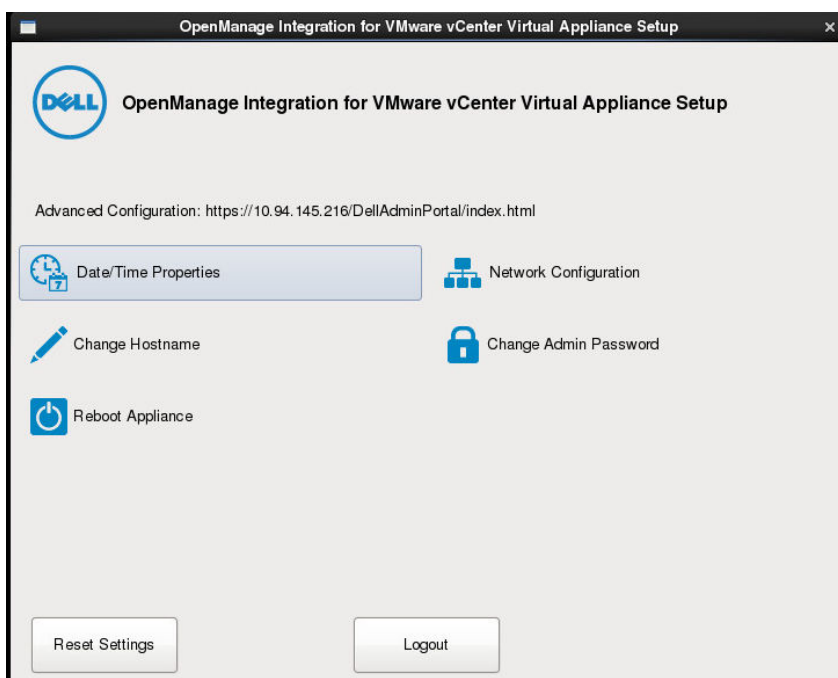 OpenManage Integration for VMware vCenter Virtual Appliance Setup
DELL
OpenManage Integration for VMware vCenter Virtual Appliance Setup
Advanced Configuration: https://10.94.145.216/DellAdminPortal/index.html
7
Date/Time Properties
Network Configuration
Change Hostname
Change Admin Password
Reboot Appliance
Reset Settings
Logout